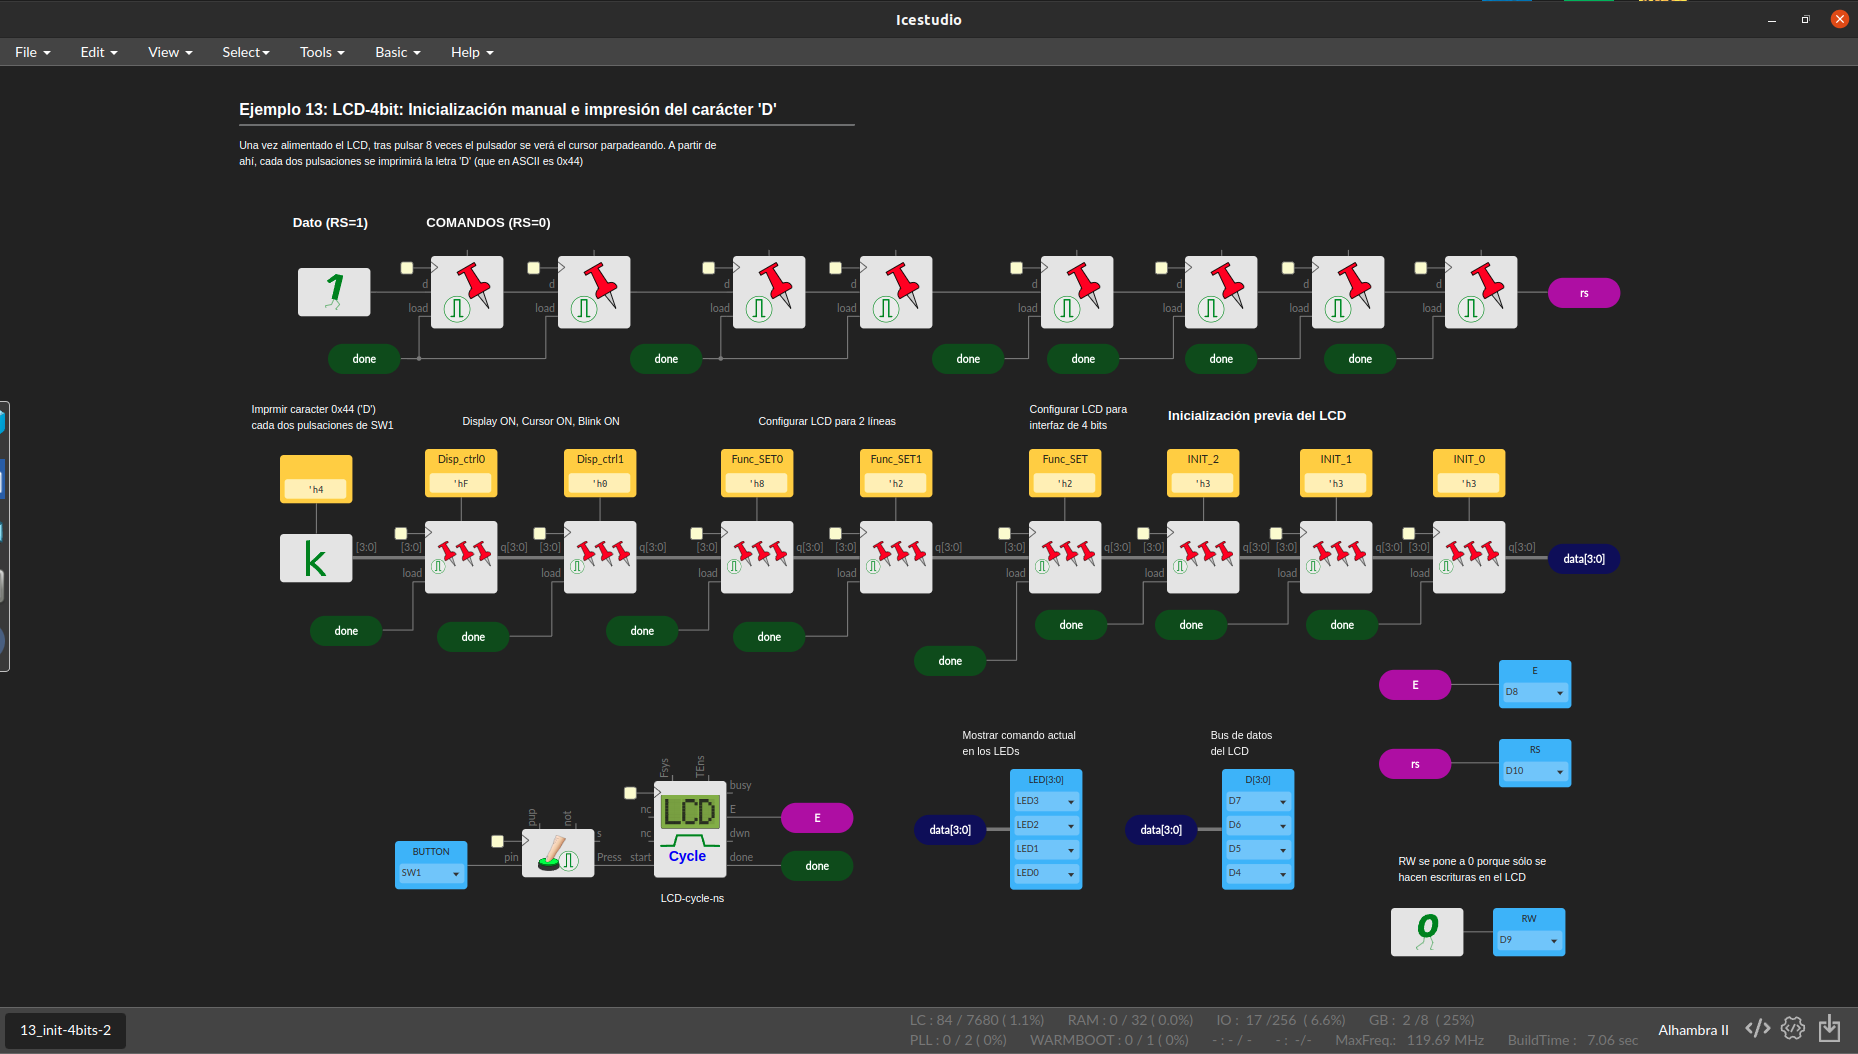 Icestudio
File
Edit
View
Select
Tools
Basic
Help
Ejemplo 13: LCD-4bit: Inicialización manual e impresión del carácter 'D'
Una vez alimentado el LCD, tras pulsar 8 veces el pulsador se verá el cursor parpadeando. A partir de
ahí, cada dos pulsaciones se imprimirá la letra 'D' (que en ASCII es 0x44)
Dato (RS=1)
COMANDOS (RS=0)
1
d
load
d
load
d
load
d
load
d
load
d
load
d
load
d
load
rs
done
done
done
done
done
done
Imprmir caracter 0x44 ('D')
cada dos pulsaciones de SW1
Display ON, Cursor ON, Blink ON
Configurar LCD para 2 líneas
Configurar LCD para
interfaz de 4 bits
Inicialización previa del LCD
'h4
Disp_ctrl0
'hF
Disp_ctrl1
'h0
Func_SET0
'h8
Func_SET1
'h2
Func_SET
'h2
INIT_2
'h3
INIT_1
'h3
INIT_0
'h3
k
[3:0]
[3:0]
load
q[3:0]
[3:0]
load
q[3:0]
[3:0]
load
q[3:0]
[3:0]
load
q[3:0]
[3:0]
load
q[3:0]
[3:0]
load
q[3:0]
[3:0]
load
q[3:0]
[3:0]
load
q[3:0]
data[3:0]
done
done
done
done
done
done
done
done
E
E
D8
rs
RS
D10
Mostrar comando actual
en los LEDs
LED[3:0]
data[3:0]
LED3
LED2
LED1
LED0
Bus de datos
del LCD
D[3:0]
data[3:0]
D7
D6
D5
D4
BUTTON
SW1
pup
not
pin
s
Press
Fsys
TEns
nc
nc
start
LCD
Cycle
busy
E
dwn
done
E
done
LCD-cycle-ns
RW se pone a 0 porque sólo se
hacen escrituras en el LCD
0
RW
D9
13_init-4bits-2
LC : 84 / 7680 ( 1.1%) RAM : 0 / 32 ( 0.0%) IO : 17 /256 ( 6.6%) GB : 2 /8 ( 25%)
PLL : 0 / 2 ( 0%) WARMBOOT : 0 / 1 ( 0%) - : - / - - : -/- MaxFreq.: 119.69 MHz BuildTime : 7.06 sec
Alhambra II